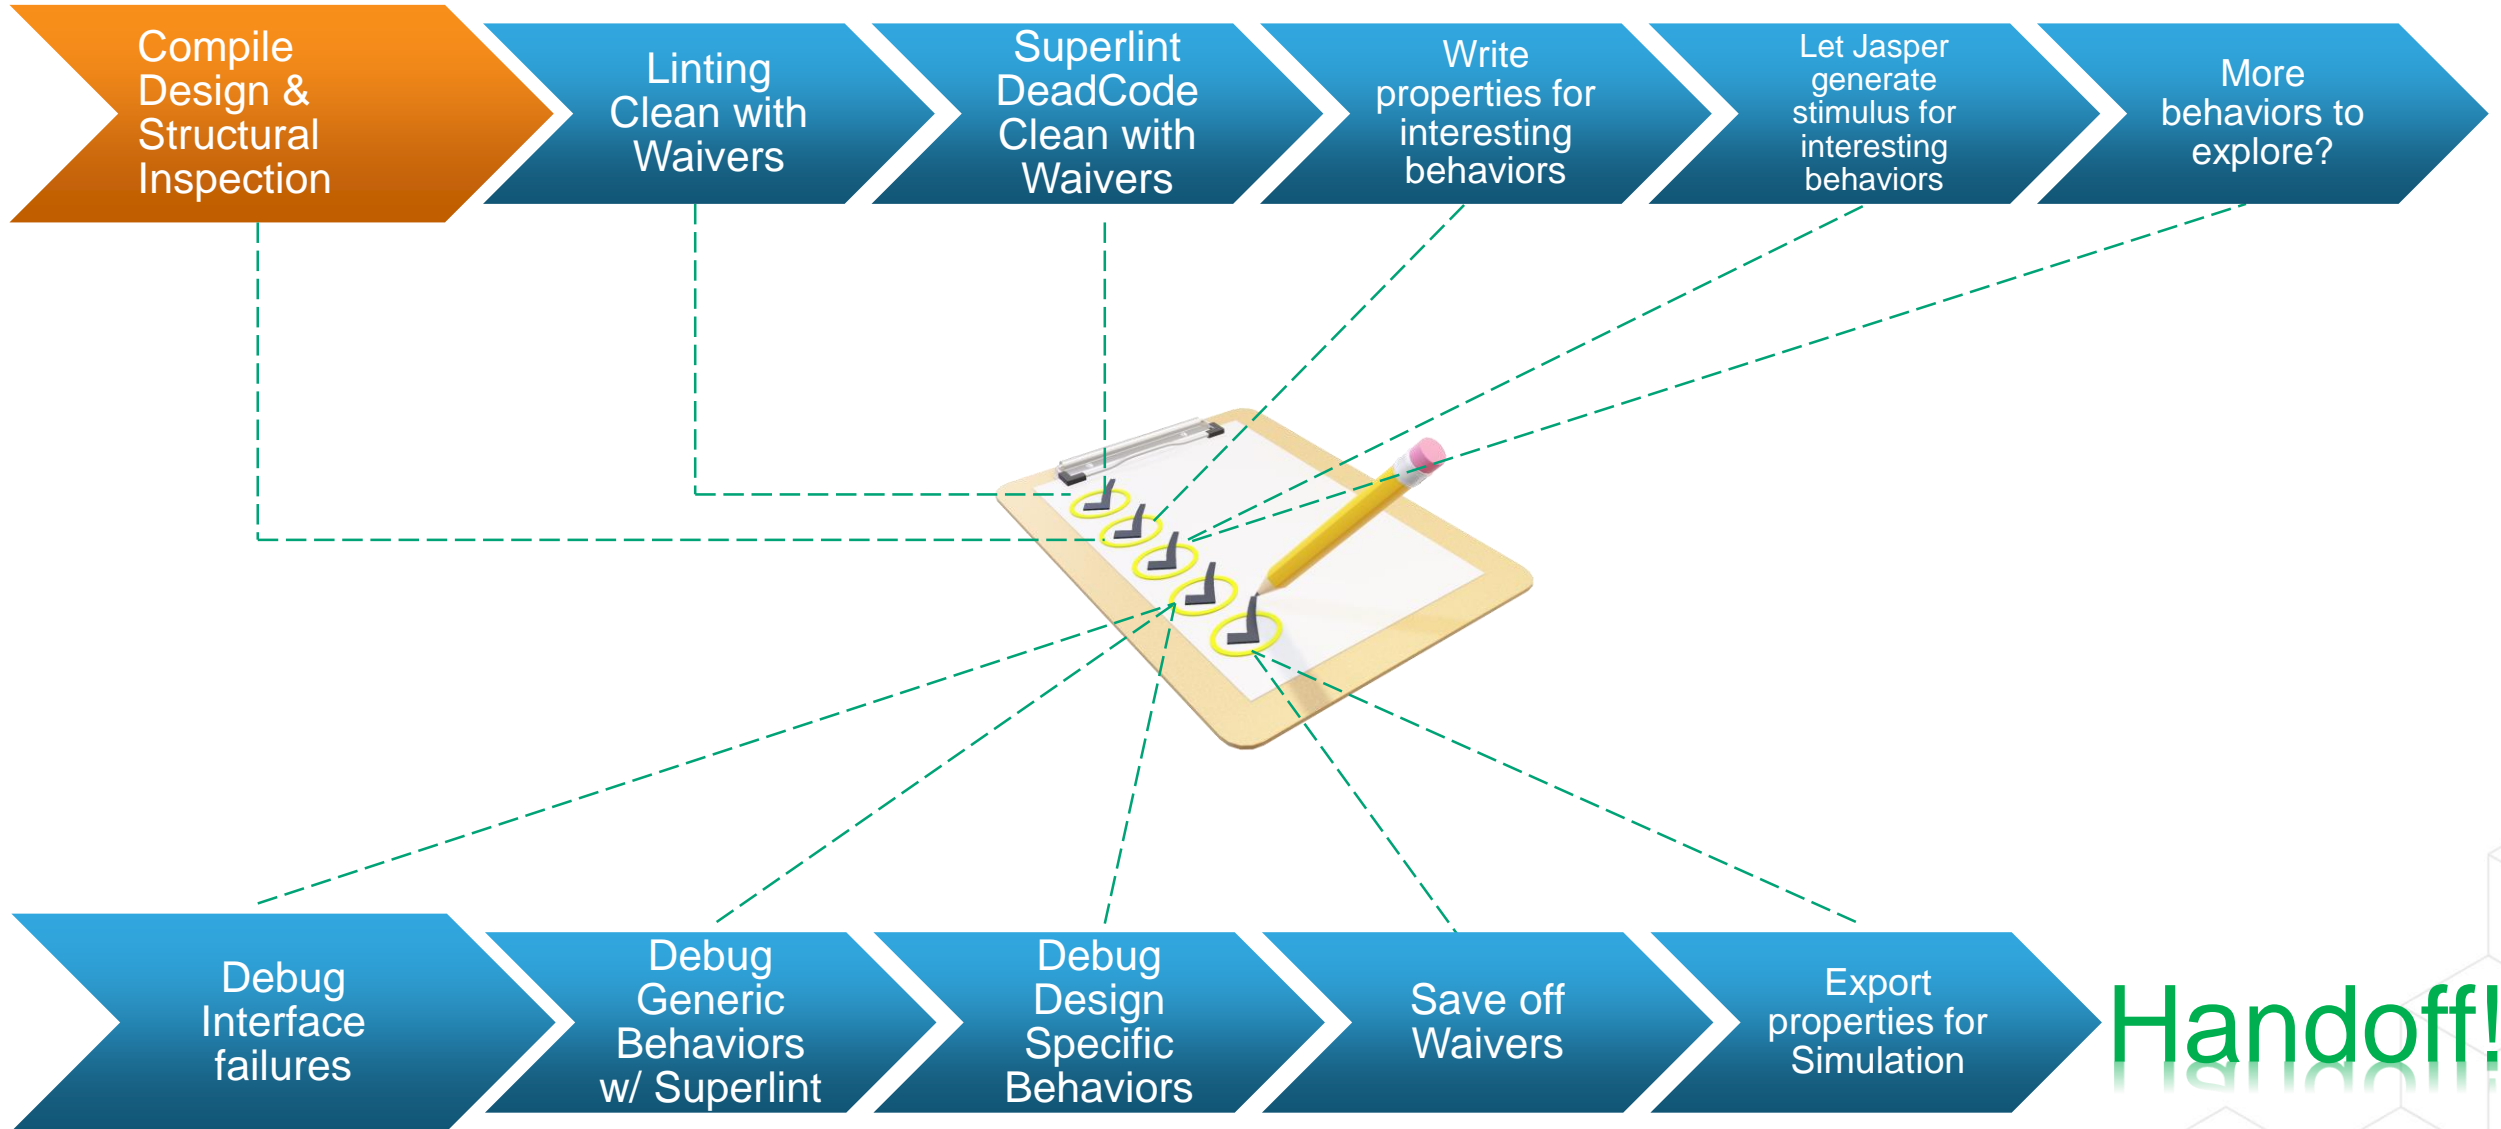 Compile
Design &
Structural
Inspection
Linting
Clean with
Waivers
Superlint
DeadCode
Clean with
Waivers
Write
properties for
interesting
behaviors
Let Jasper
generate
stimulus for
interesting
behaviors
More
behaviors to
explore?
Debug
Interface
failures
Debug
Generic
Behaviors
w/ Superlint
Debug
Design
Specific
Behaviors
Save off
Waivers
Export
properties for
Simulation
Handoff!